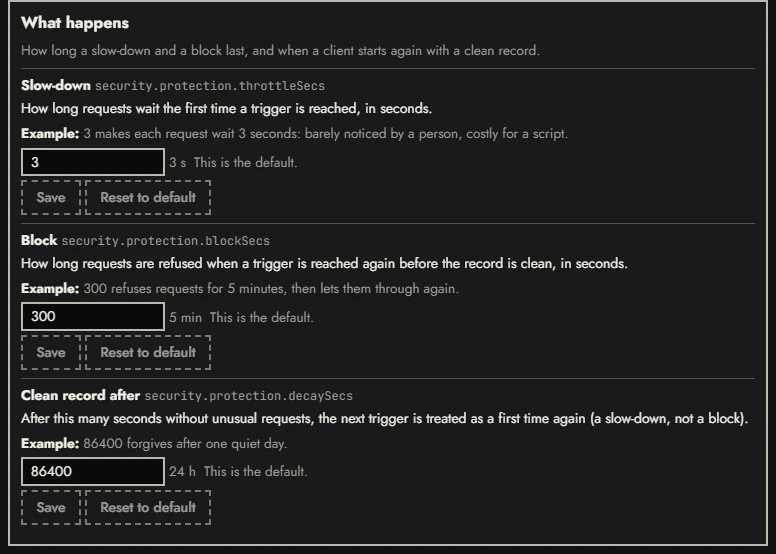 What happens
How long a slow-down and a block last, and when a client starts again with a clean record.
Slow-down security.protection.throttleSecs
How long requests wait the first time a trigger is reached, in seconds.
Example: 3 makes each request wait 3 seconds: barely noticed by a person, costly for a script.
3 3 s This is the default.
Save Reset to default
Block security.protection.blockSecs
How long requests are refused when a trigger is reached again before the record is clean, in seconds.
Example: 300 refuses requests for 5 minutes, then lets them through again.
300 5 min This is the default.
Save Reset to default
Clean record after security.protection.decaySecs
After this many seconds without unusual requests, the next trigger is treated as a first time again (a slow-down, not a block).
Example: 86400 forgives after one quiet day.
86400 24 h This is the default.
Save Reset to default